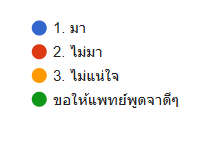 1. มา
2. ไม่มา
3. ไม่แน่ใจ
ขอให้แพทย์พูดจาดีๆ